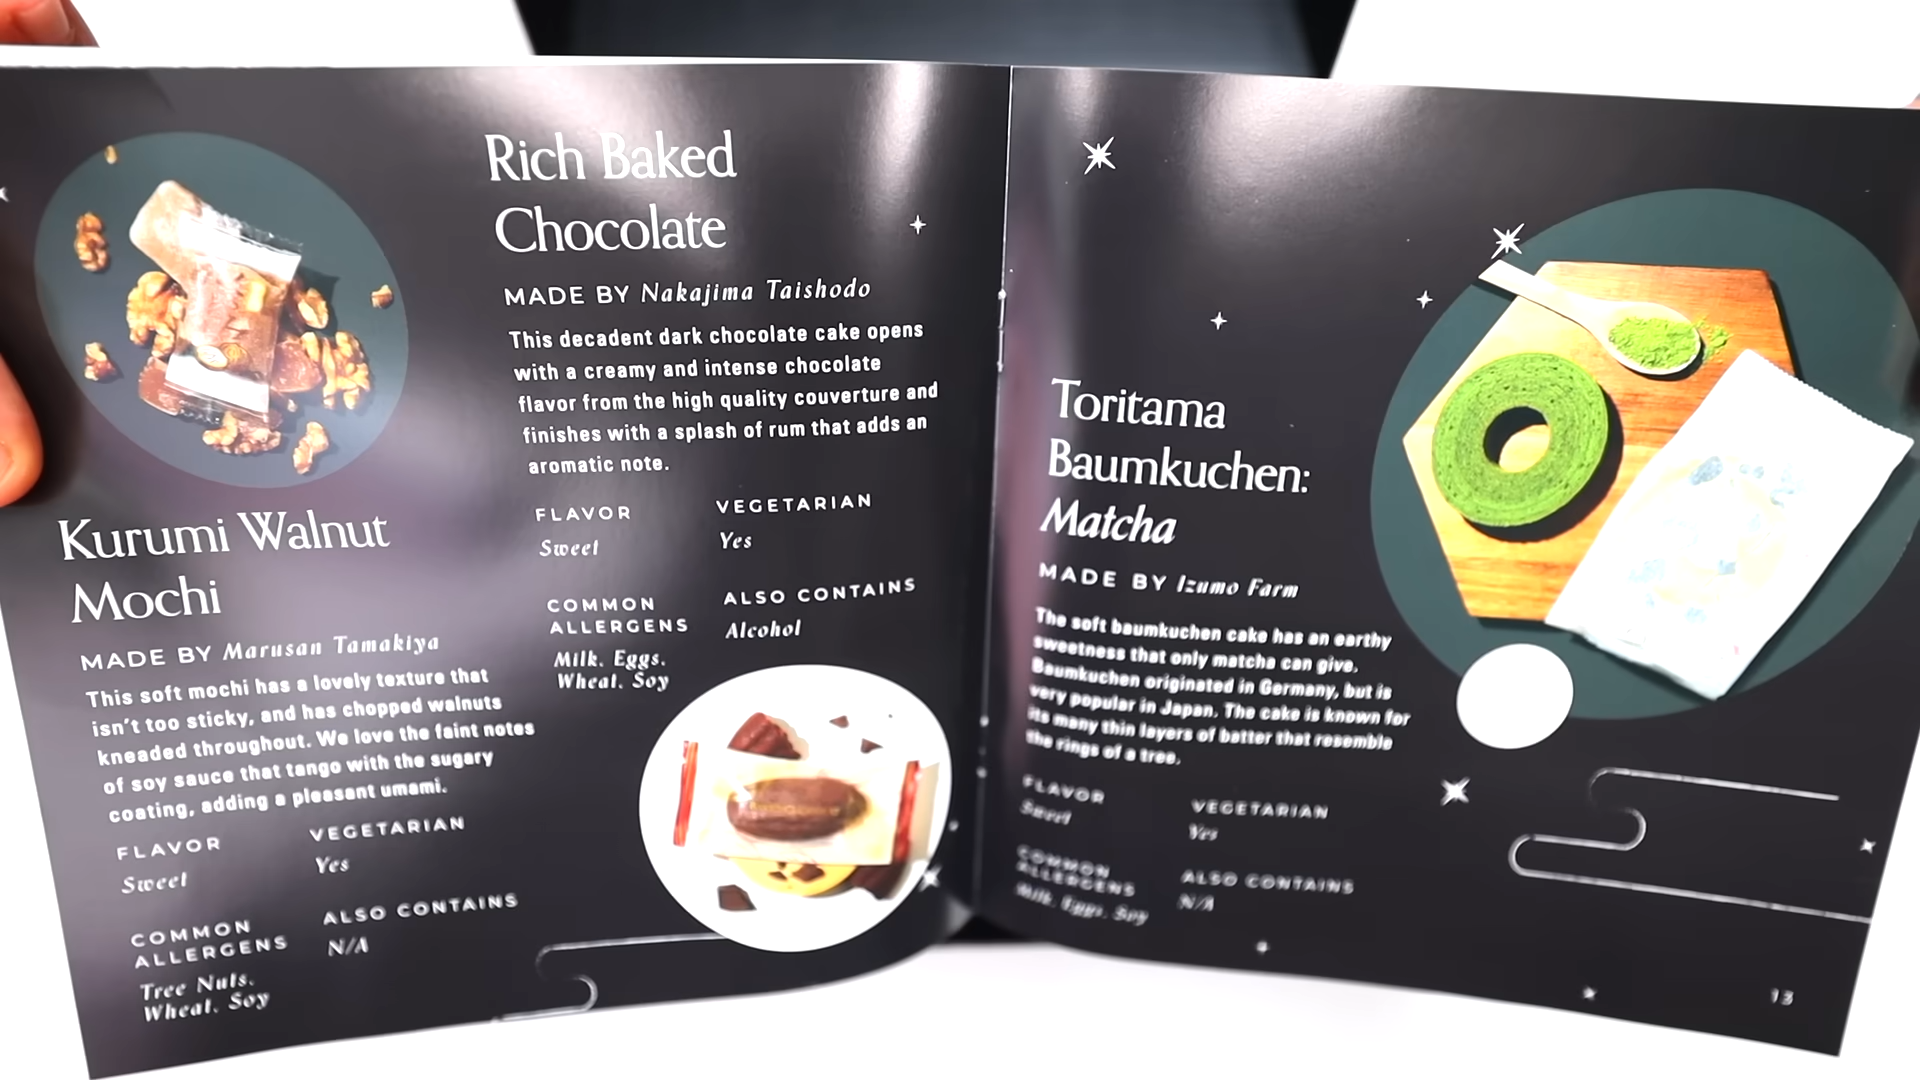 Kurumi Walnut
Mochi
MADE BY Marusan Tamakiya
This soft mochi has a lovely texture that
isn't too sticky, and has chopped walnuts
kneaded throughout. We love the faint notes
of soy sauce that tango with the sugary
coating, adding a pleasant umami.
FLAVOR
Sweet
VEGETARIAN
Yes
COMMON
ALLERGENS
Tree Nuts,
Wheat, Soy
ALSO CONTAINS
N/A
Rich Baked
Chocolate
MADE BY Nakajima Taishodo
This decadent dark chocolate cake opens
with a creamy and intense chocolate
flavor from the high quality couverture and
finishes with a splash of rum that adds an
aromatic note.
FLAVOR
Sweet
VEGETARIAN
Yes
COMMON
ALLERGENS
Milk, Eggs,
Wheat, Soy
ALSO CONTAINS
Alcohol
Toritama
Baumkuchen:
Matcha
MADE BY Izumo Farm
The soft baumkuchen cake has an earthy
sweetness that only matcha can give.
Baumkuchen originated in Germany, but is
very popular in Japan. The cake is known for
its many thin layers of batter that resemble
the rings of a tree.
FLAVOR
Sweet
VEGETARIAN
Yes
COMMON
ALLERGENS
Milk, Eggs, Soy
ALSO CONTAINS
N/A
13